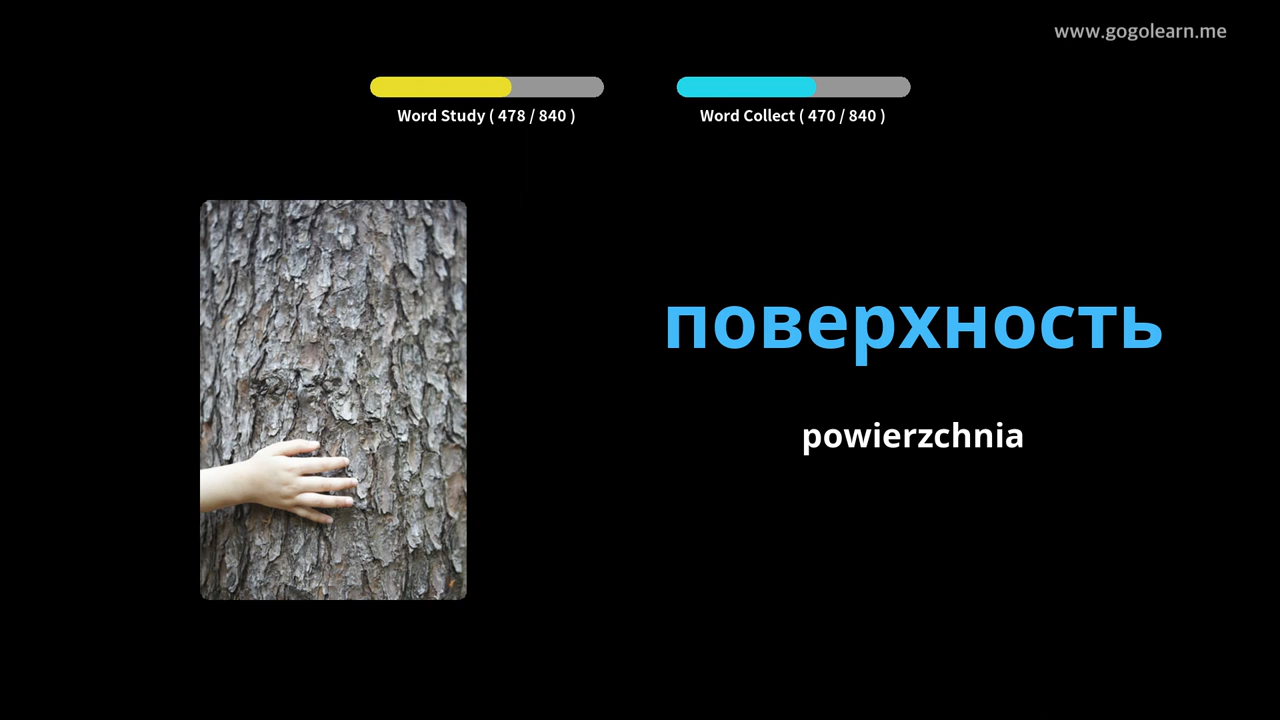 www.gogolearn.me
Word Study ( 478 / 840 )
Word Collect ( 470 / 840 )
поверхность
powierzchnia